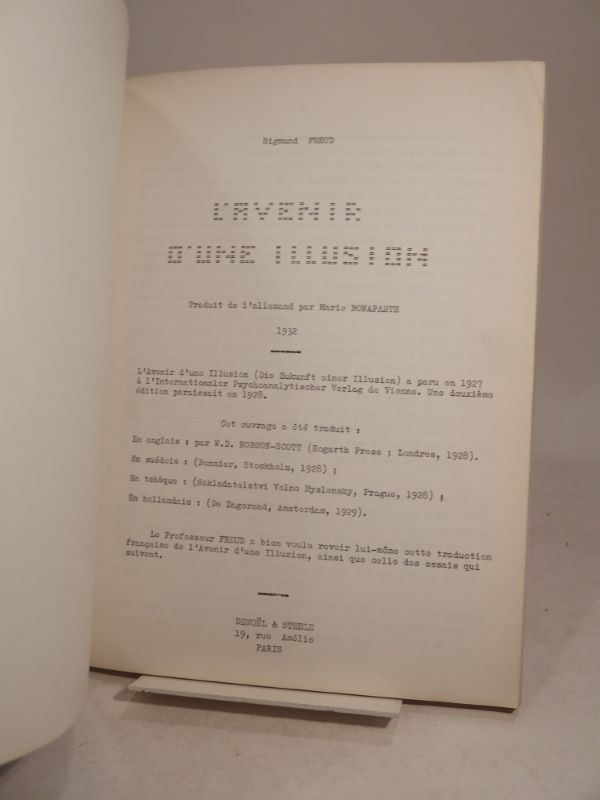 Sigmund FREUD
L'AVENIR
D'UNE ILLUSION
Traduit de l'allemand par Marie BONAPARTE
1932
L'Avenir d'une Illusion (Die Zukunft einer Illusion) a paru en 1927
à l'Internationaler Psychoanalytischer Verlag de Vienne. Une deuxième
édition paraissait en 1928.
Cet ouvrage a été traduit :
En anglais : par W.D. ROBSON-SCOTT (Hogarth Press ; Londres, 1928).
En suédois : (Bonnier, Stockholm, 1928) ;
En tchèque : (Nakladatelstvi Volne Myslensky, Prague, 1928) ;
En hollandais : (De Dageraad, Amsterdam, 1929).
Le Professeur FREUD a bien voulu revoir lui-même cette traduction
française de l'Avenir d'une Illusion, ainsi que celle des essais qui
suivent.
DENOËL & STEELE
19, rue Amélie
PARIS